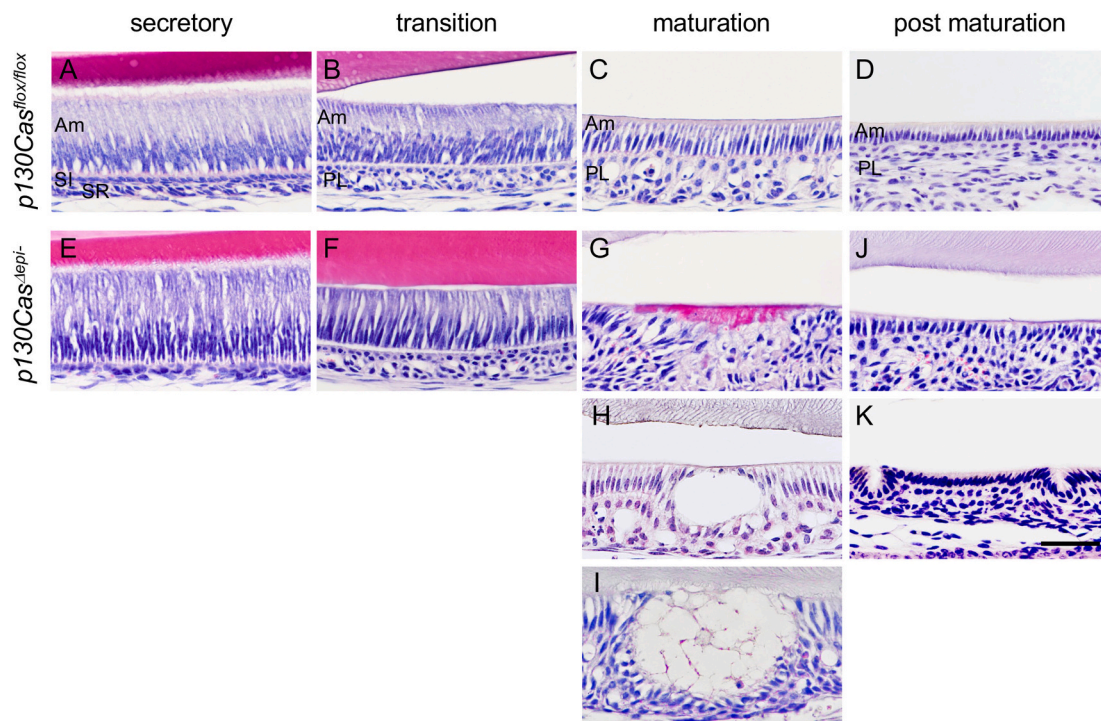 secretory transition maturation post maturation
p130Cas^flox/flox
A B C D
Am Am Am Am
SI PL PL PL
SR
p130Cas^Δepi-
E F G J
H K
I